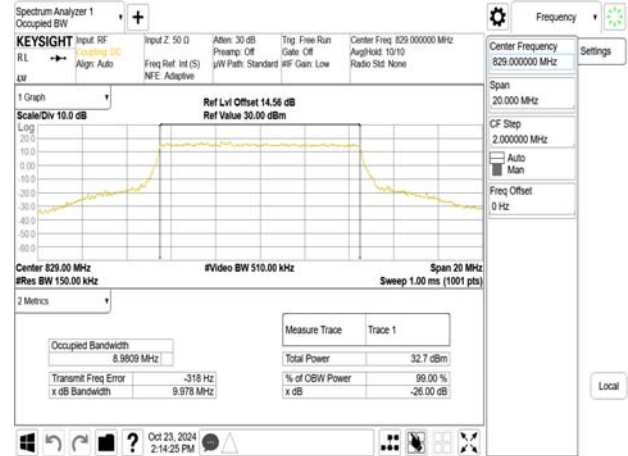 Spectrum Analyzer 1
Occupied BW
Frequency
KEYSIGHT
RL
Input: RF
Coupling: DC
Align: Auto
Input Z: 50 Ω
Freq Ref: Int (S)
NFE: Adaptive
Atten: 30 dB
Preamp: Off
µW Path: Standard
Trig: Free Run
Gate: Off
#IF Gain: Low
Center Freq: 829.000000 MHz
Avg|Hold: 10/10
Radio Std: None
Center Frequency
829.000000 MHz
Settings
Span
20.000 MHz
CF Step
2.000000 MHz
Auto
Man
Freq Offset
0 Hz
Local
1 Graph
Scale/Div 10.0 dB
Ref Lvl Offset 14.56 dB
Ref Value 30.00 dBm
Log
20.0
10.0
0.00
-10.0
-20.0
-30.0
-40.0
-50.0
-60.0
Center 829.00 MHz
#Video BW 510.00 kHz
Span 20 MHz
#Res BW 150.00 kHz
Sweep 1.00 ms (1001 pts)
2 Metrics
Measure Trace
Trace 1
Occupied Bandwidth
8.9809 MHz
Total Power
32.7 dBm
Transmit Freq Error
-318 Hz
% of OBW Power
99.00 %
x dB Bandwidth
9.978 MHz
x dB
-26.00 dB
Oct 23, 2024
2:14:25 PM